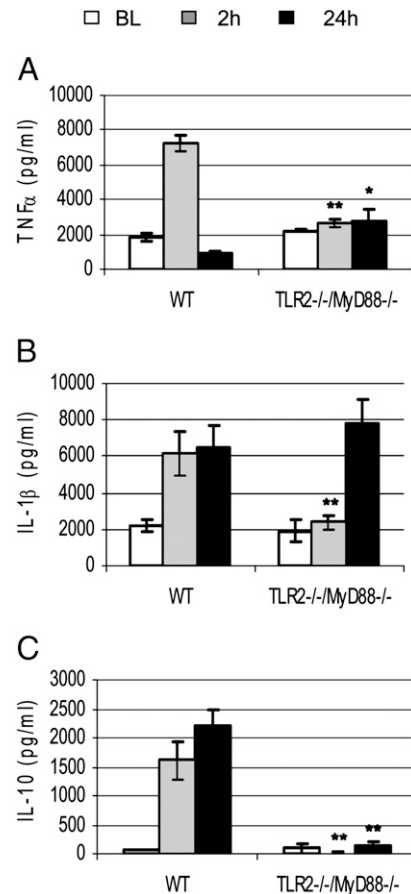 BL 2h 24h
A
TNFα (pg/ml)
10000
8000
6000
4000
2000
0
** *
WT TLR2-/-/MyD88-/-
B
IL-1β (pg/ml)
10000
8000
6000
4000
2000
0
**
WT TLR2-/-/MyD88-/-
C
IL-10 (pg/ml)
3000
2500
2000
1500
1000
500
0
** **
WT TLR2-/-/MyD88-/-